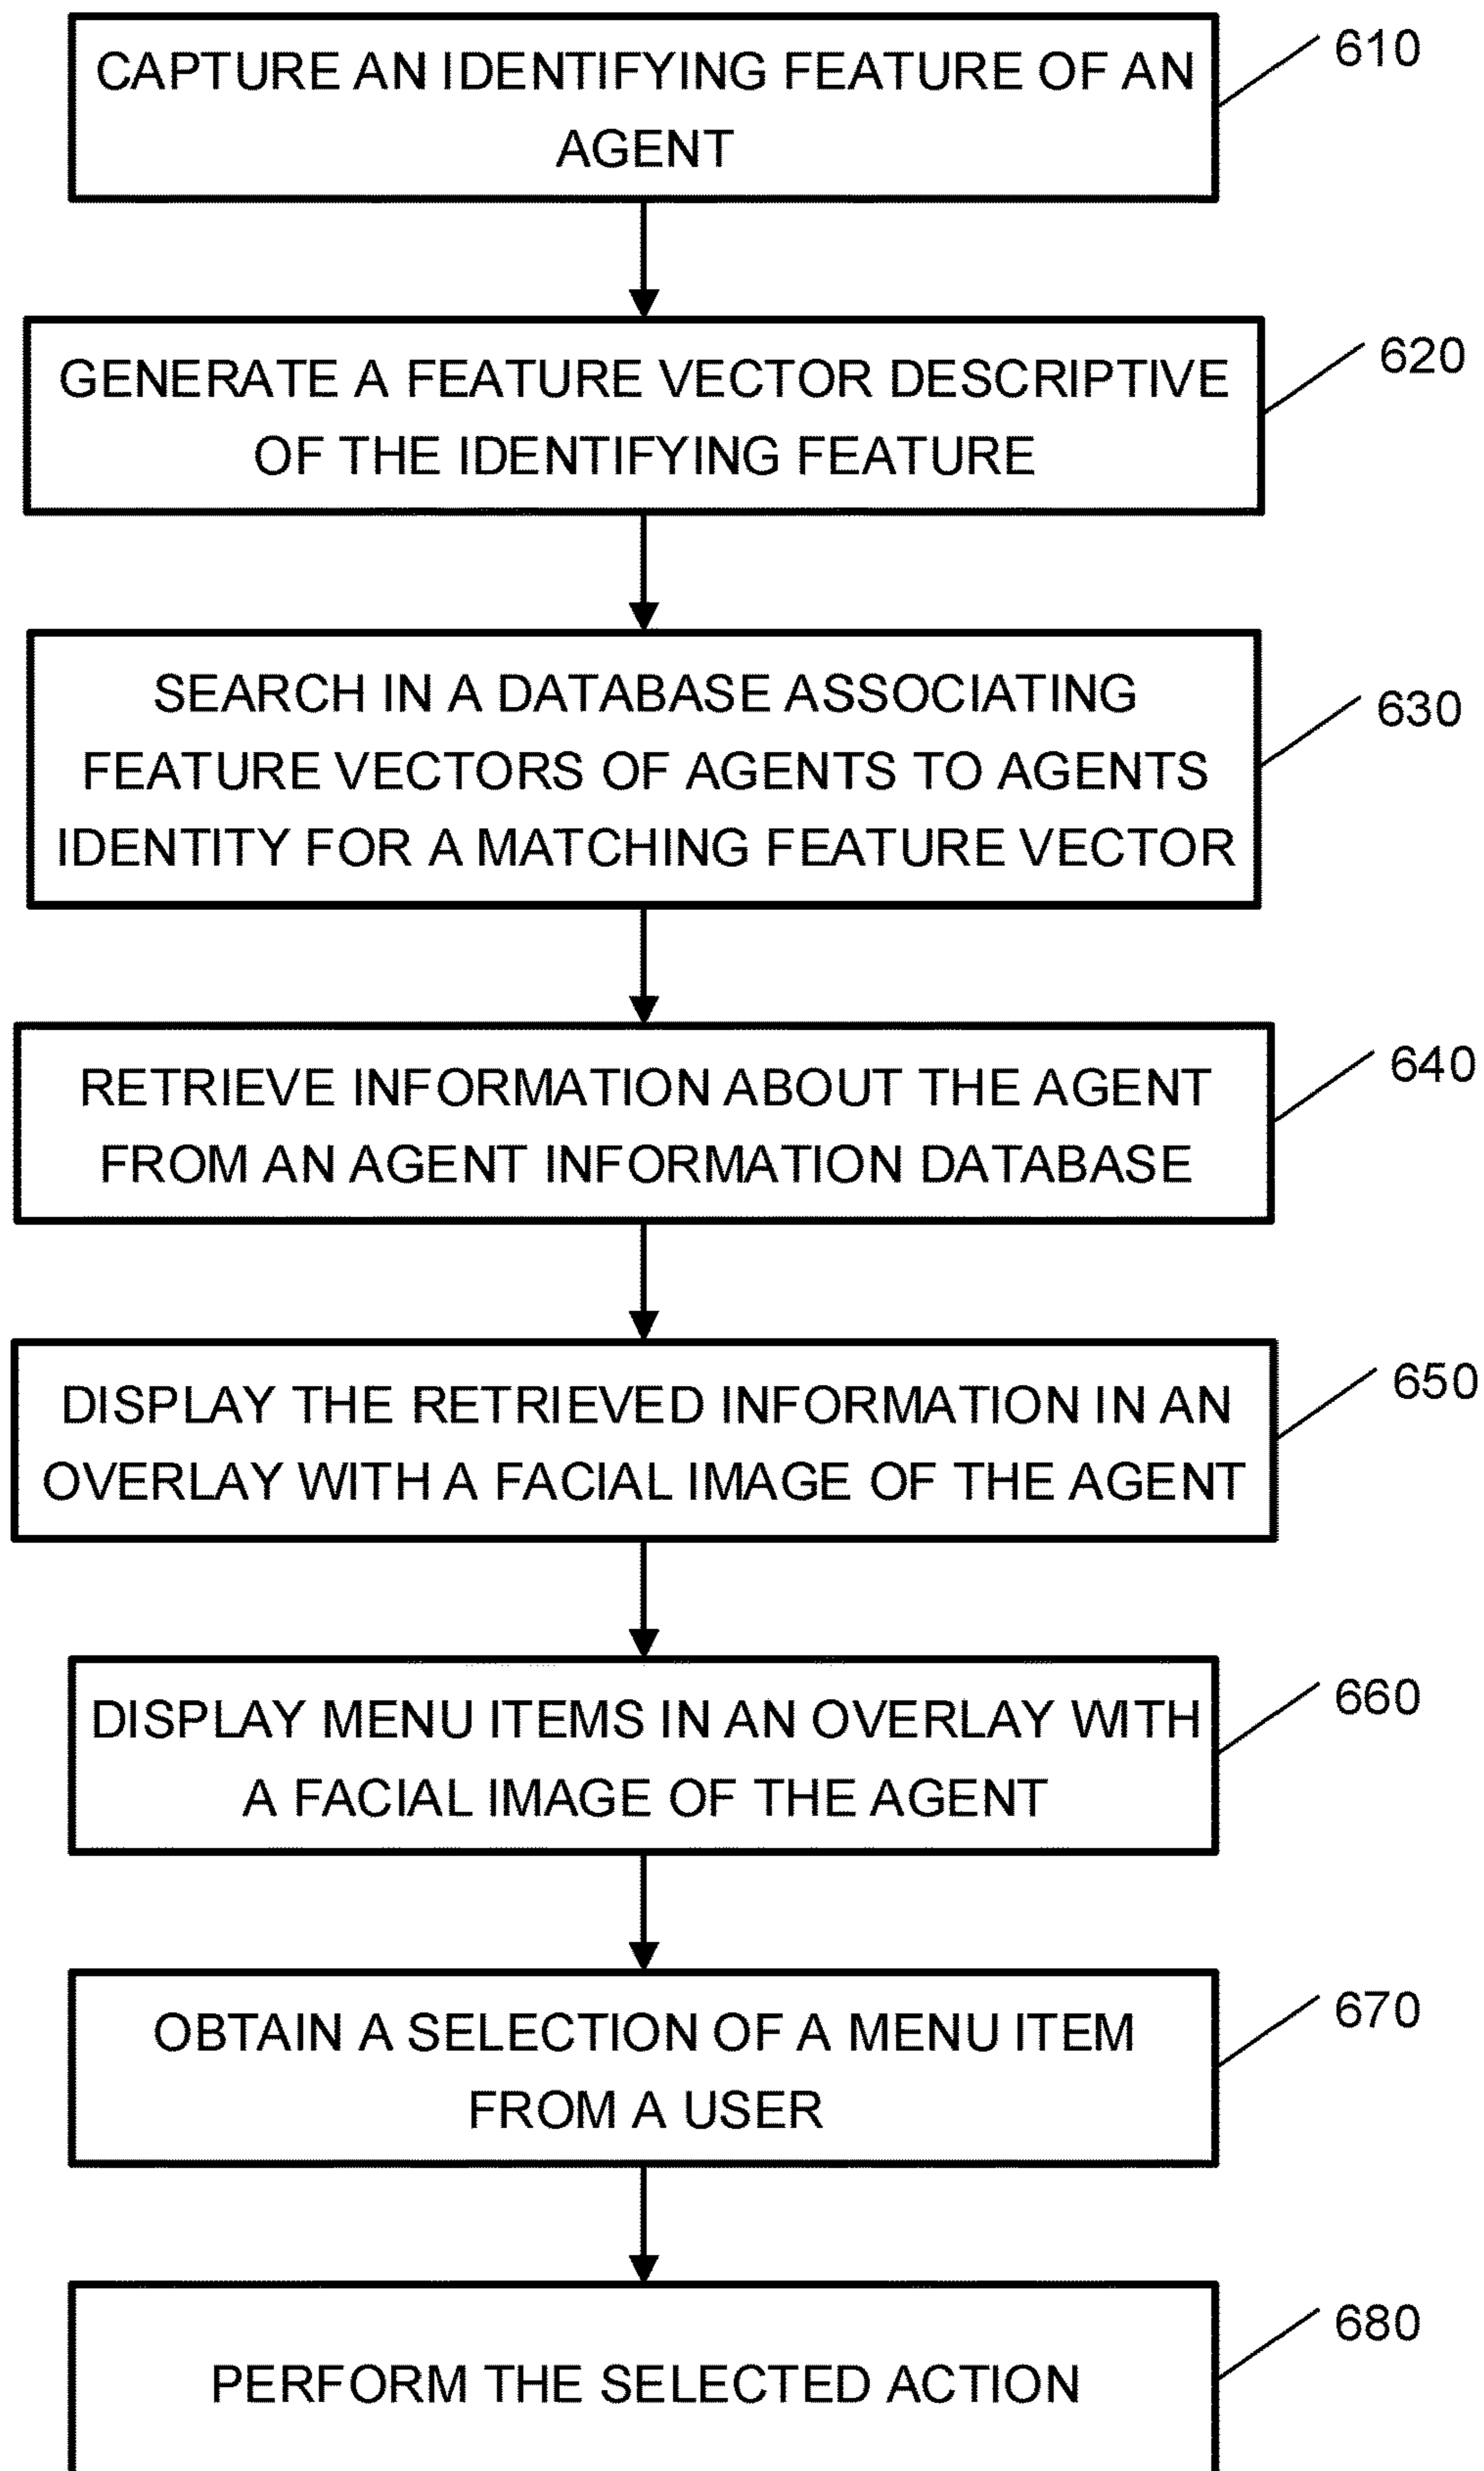 CAPTURE AN IDENTIFYING FEATURE OF AN
AGENT
610
GENERATE A FEATURE VECTOR DESCRIPTIVE
OF THE IDENTIFYING FEATURE
620
SEARCH IN A DATABASE ASSOCIATING
FEATURE VECTORS OF AGENTS TO AGENTS
IDENTITY FOR A MATCHING FEATURE VECTOR
630
RETRIEVE INFORMATION ABOUT THE AGENT
FROM AN AGENT INFORMATION DATABASE
640
DISPLAY THE RETRIEVED INFORMATION IN AN
OVERLAY WITH A FACIAL IMAGE OF THE AGENT
650
DISPLAY MENU ITEMS IN AN OVERLAY WITH
A FACIAL IMAGE OF THE AGENT
660
OBTAIN A SELECTION OF A MENU ITEM
FROM A USER
670
PERFORM THE SELECTED ACTION
680